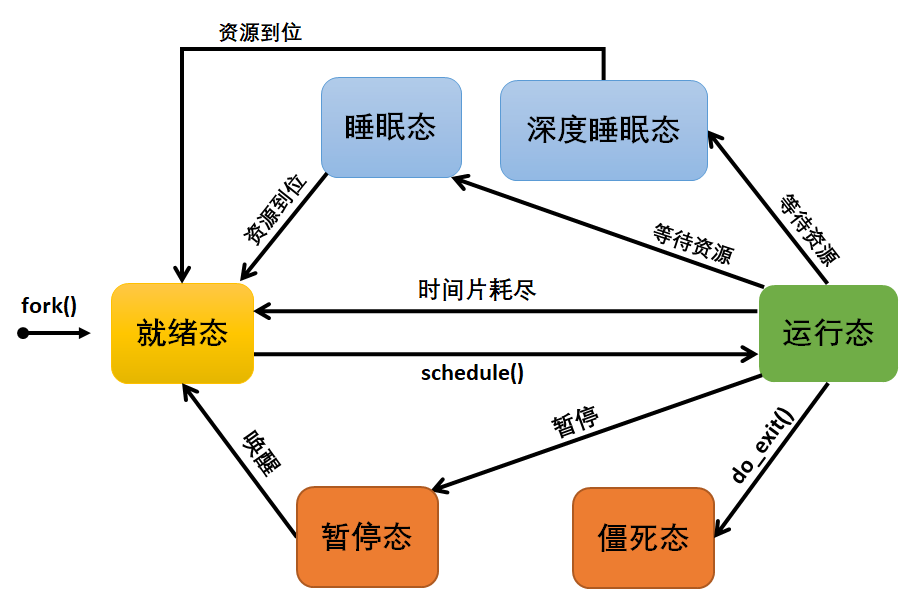 资源到位
睡眠态
深度睡眠态
资源到位
等待资源
等待资源
fork()
时间片耗尽
就绪态
运行态
schedule()
唤醒
暂停
do_exit()
暂停态
僵死态